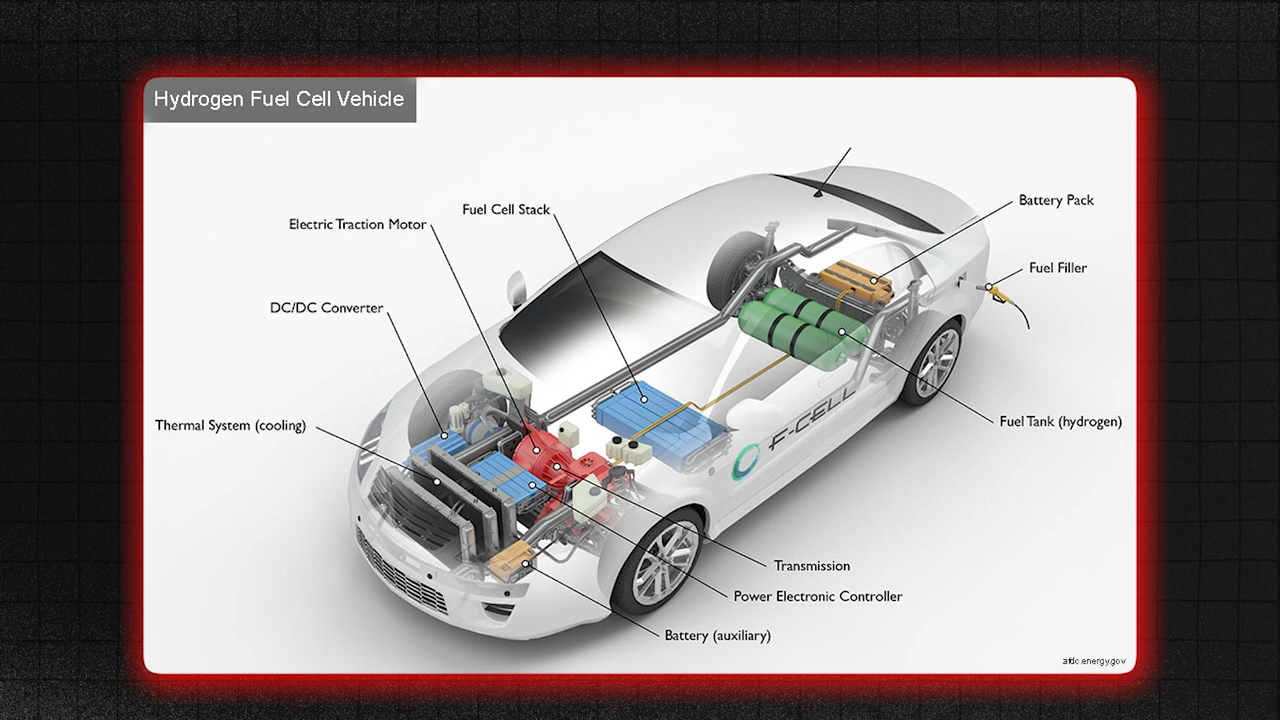 Hydrogen Fuel Cell Vehicle
Battery Pack
Fuel Cell Stack
Electric Traction Motor
Fuel Filler
DC/DC Converter
F-CELL
Fuel Tank (hydrogen)
Thermal System (cooling)
Transmission
Power Electronic Controller
Battery (auxiliary)
afdc.energy.gov